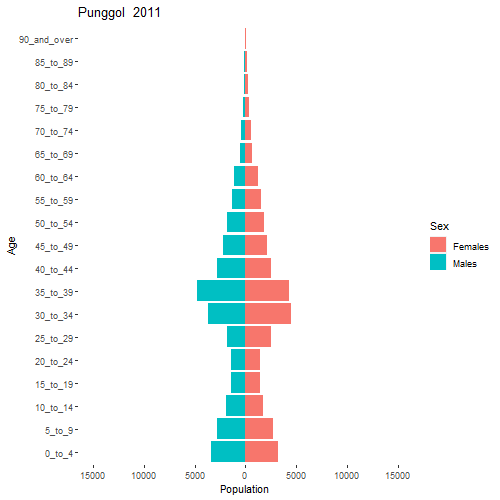 Punggol  2011
90_and_over
85_to_89
80_to_84
75_to_79
70_to_74
65_to_69
60_to_64
55_to_59
50_to_54
45_to_49
40_to_44
35_to_39
30_to_34
25_to_29
20_to_24
15_to_19
10_to_14
5_to_9
0_to_4
Age
15000 10000 5000 0 5000 10000 15000
Population
Sex
Females
Males